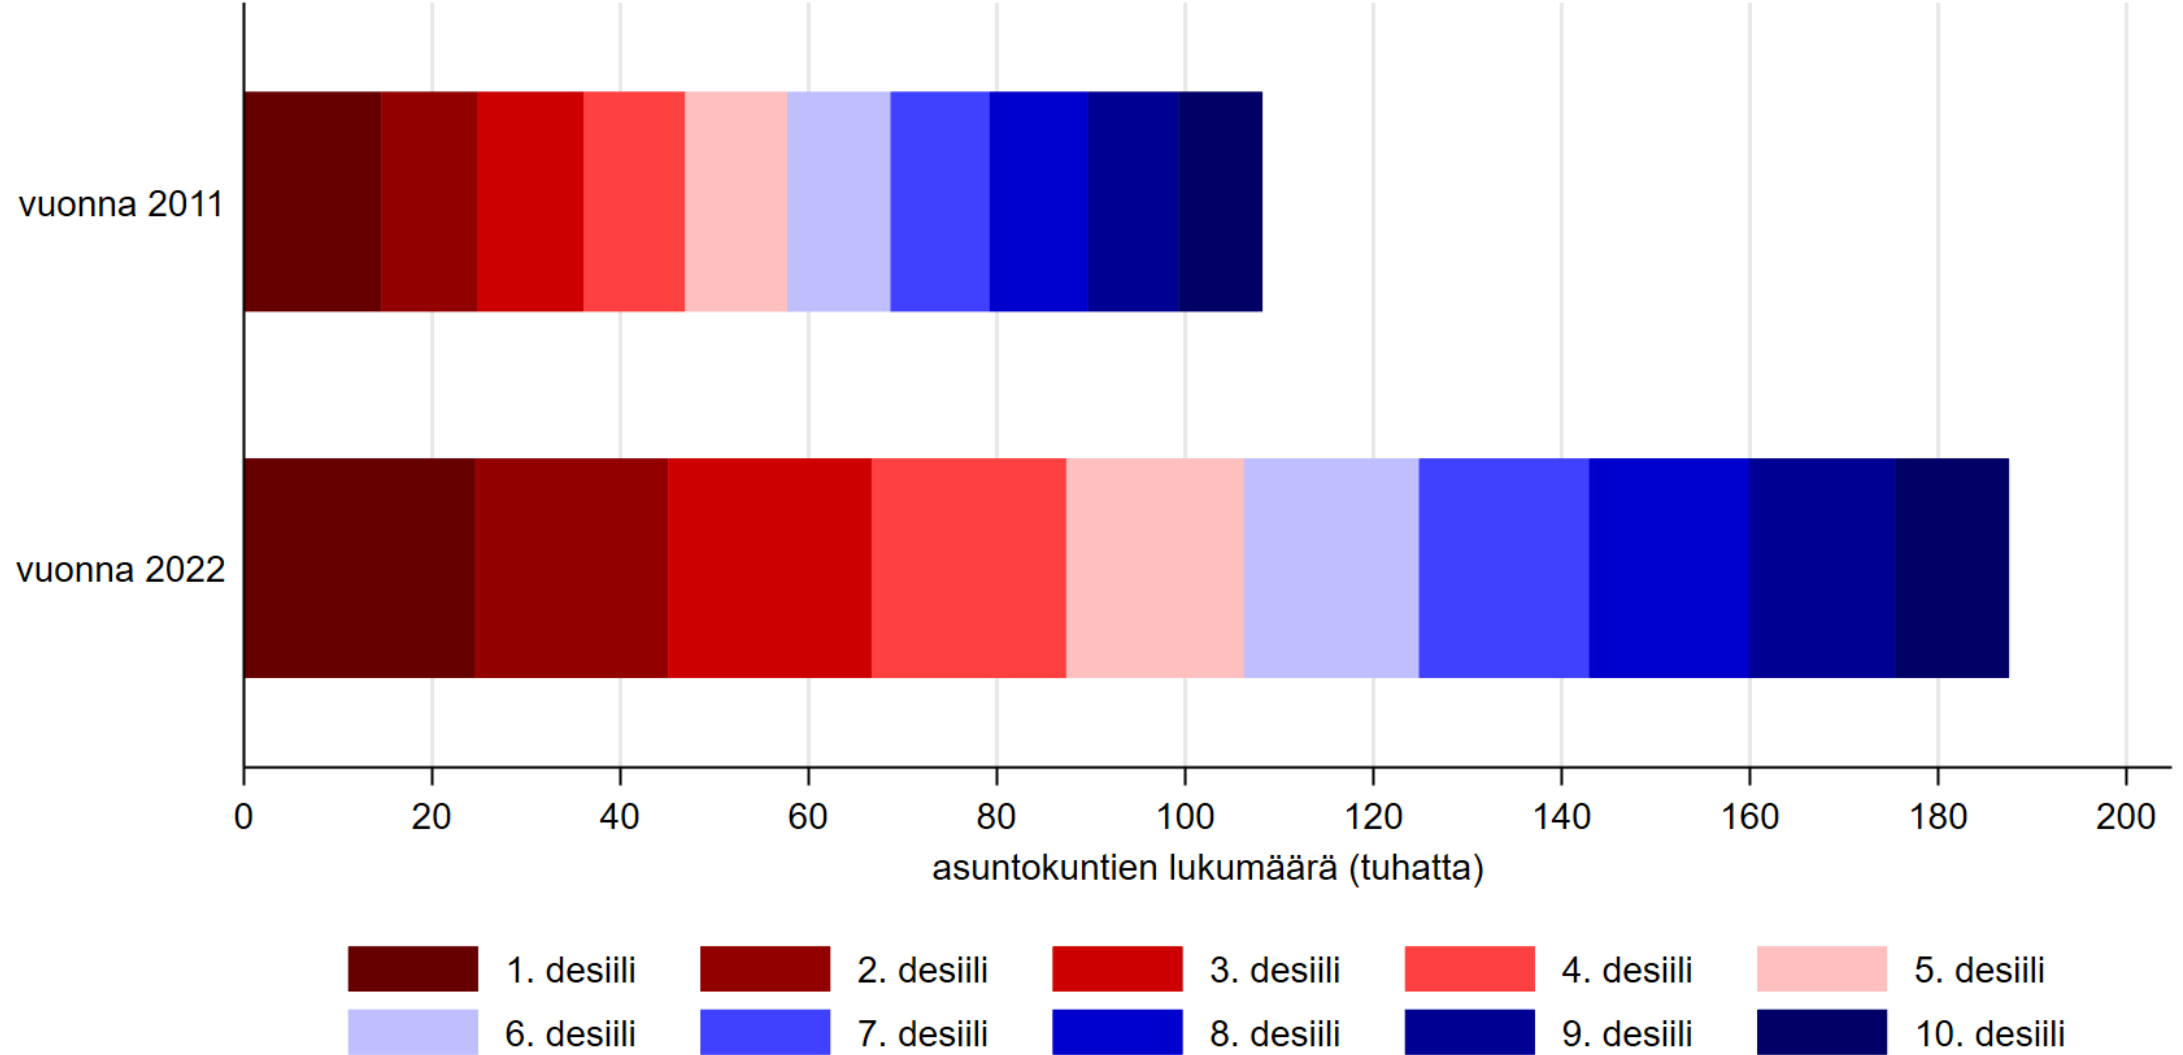 vuonna 2011
vuonna 2022
0 20 40 60 80 100 120 140 160 180 200
asuntokuntien lukumäärä (tuhatta)
1. desiili 2. desiili 3. desiili 4. desiili 5. desiili
6. desiili 7. desiili 8. desiili 9. desiili 10. desiili